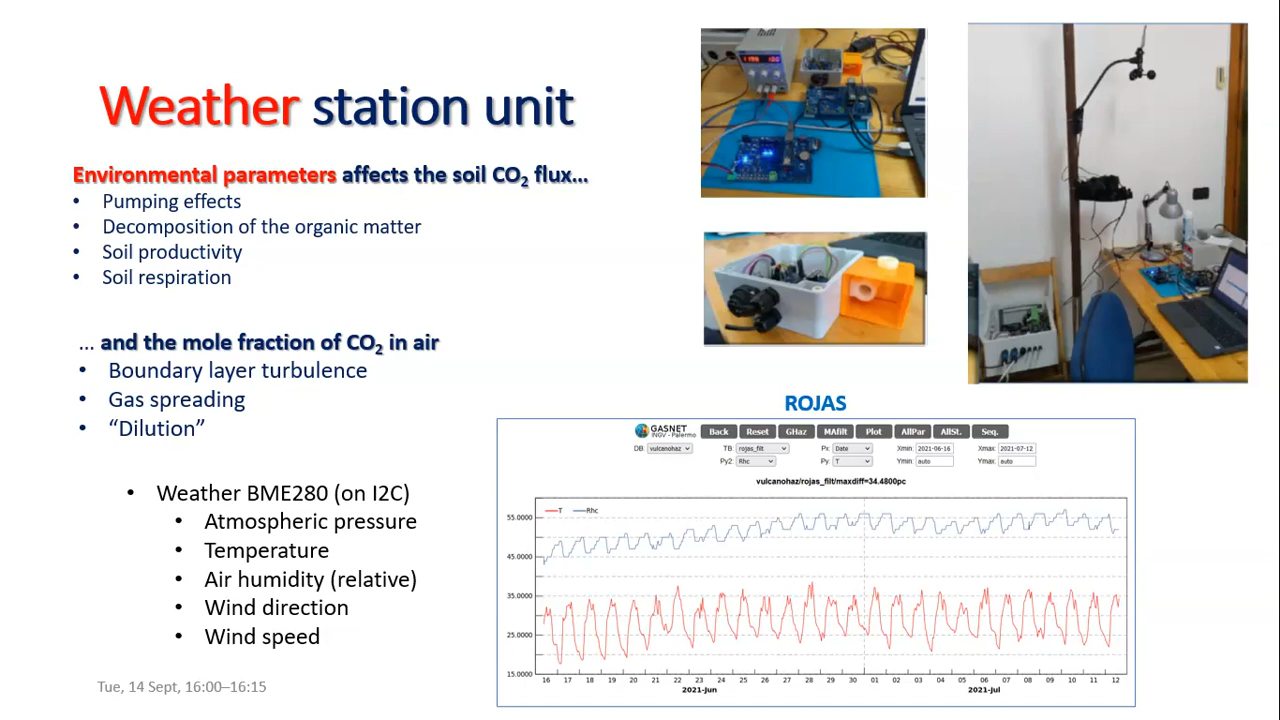 Weather station unit
Environmental parameters affects the soil CO2 flux...
• Pumping effects
• Decomposition of the organic matter
• Soil productivity
• Soil respiration
... and the mole fraction of CO2 in air
• Boundary layer turbulence
• Gas spreading
• “Dilution”
• Weather BME280 (on I2C)
• Atmospheric pressure
• Temperature
• Air humidity (relative)
• Wind direction
• Wind speed
Tue, 14 Sept, 16:00–16:15
ROJAS
GASNET
INGV - Palermo
Back Reset GHaz MAfilt Plot AllPar AllSt. Seq.
DB: vulcanohaz TB: rojas_filt Px: Date Xmin: 2021-06-16 Xmax: 2021-07-12
Py2: Rhc Py: T Ymin: auto Ymax: auto
vulcanohaz/rojas_filt/maxdiff=34.4800pc
T Rhc
55.0000
45.0000
35.0000
25.0000
15.0000
16 17 18 19 20 21 22 23 24 25 26 27 28 29 30 01 02 03 04 05 06 07 08 09 10 11 12
2021-Jun 2021-Jul